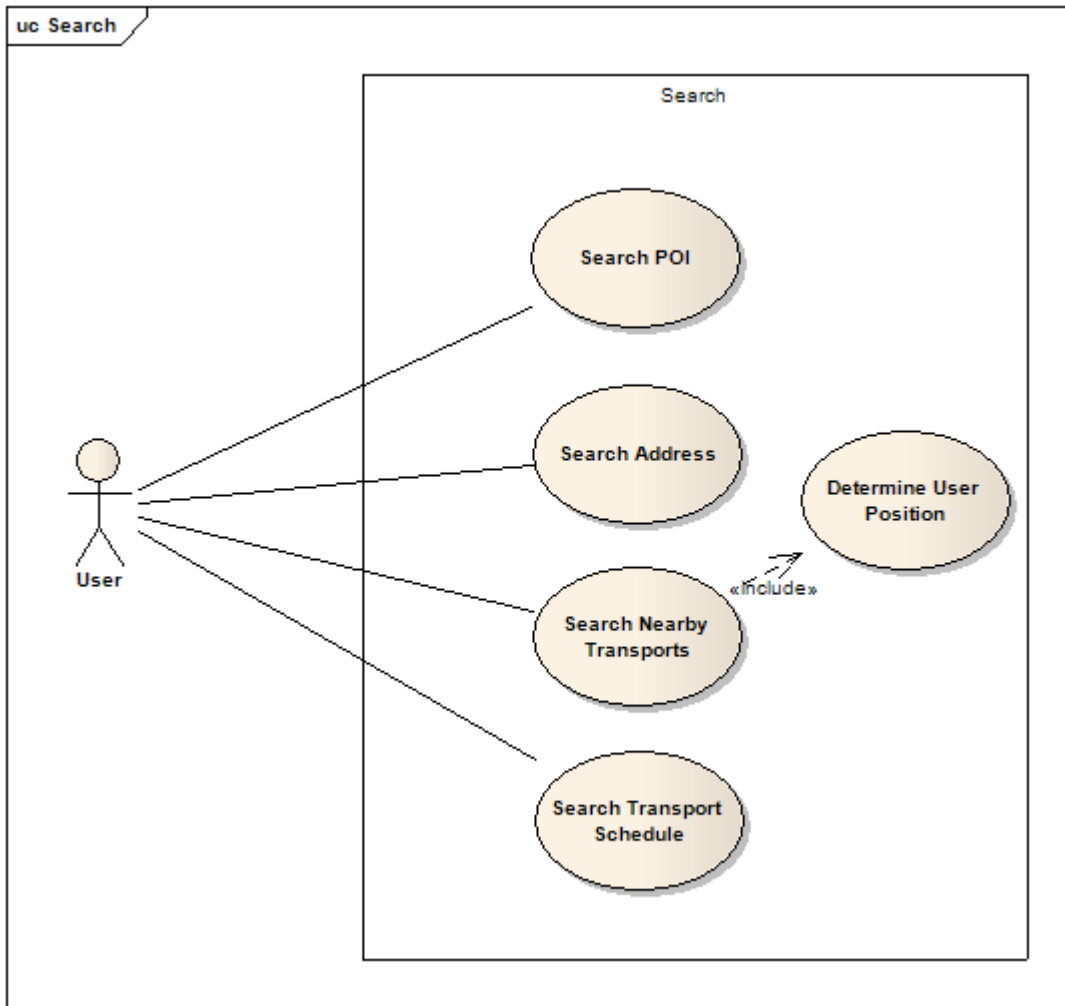 uc Search
Search
Search POI
Search Address
Determine User
Position
«include»
User
Search Nearby
Transports
Search Transport
Schedule